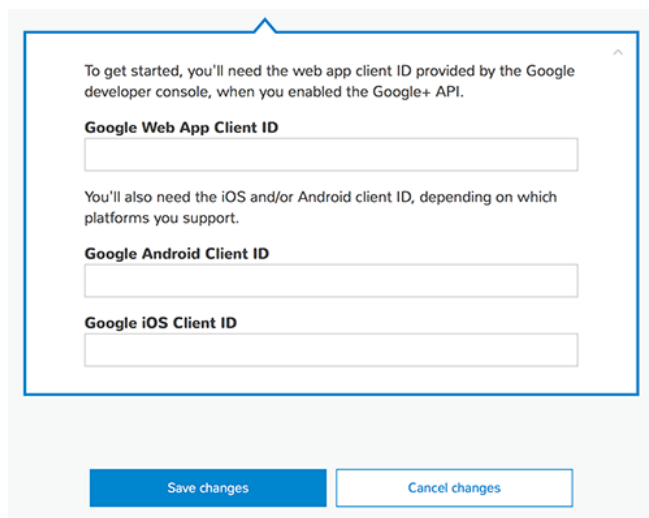 To get started, you'll need the web app client ID provided by the Google
developer console, when you enabled the Google+ API.
Google Web App Client ID
You'll also need the iOS and/or Android client ID, depending on which
platforms you support.
Google Android Client ID
Google iOS Client ID
Save changes
Cancel changes